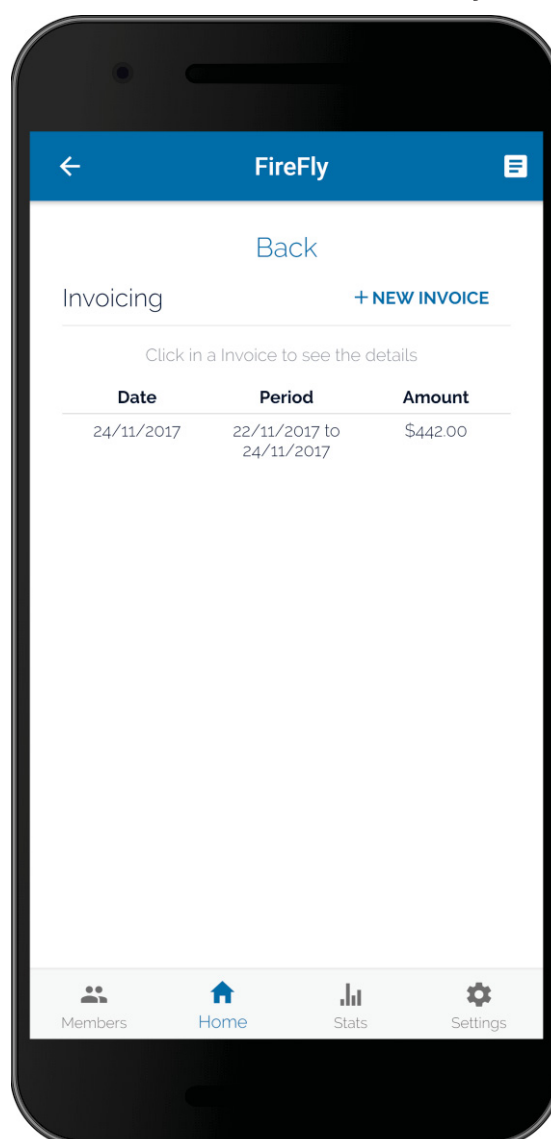 FireFly
Back
Invoicing
+ NEW INVOICE
Click in a Invoice to see the details
Date Period Amount
24/11/2017 22/11/2017 to $442.00
24/11/2017
Members Home Stats Settings